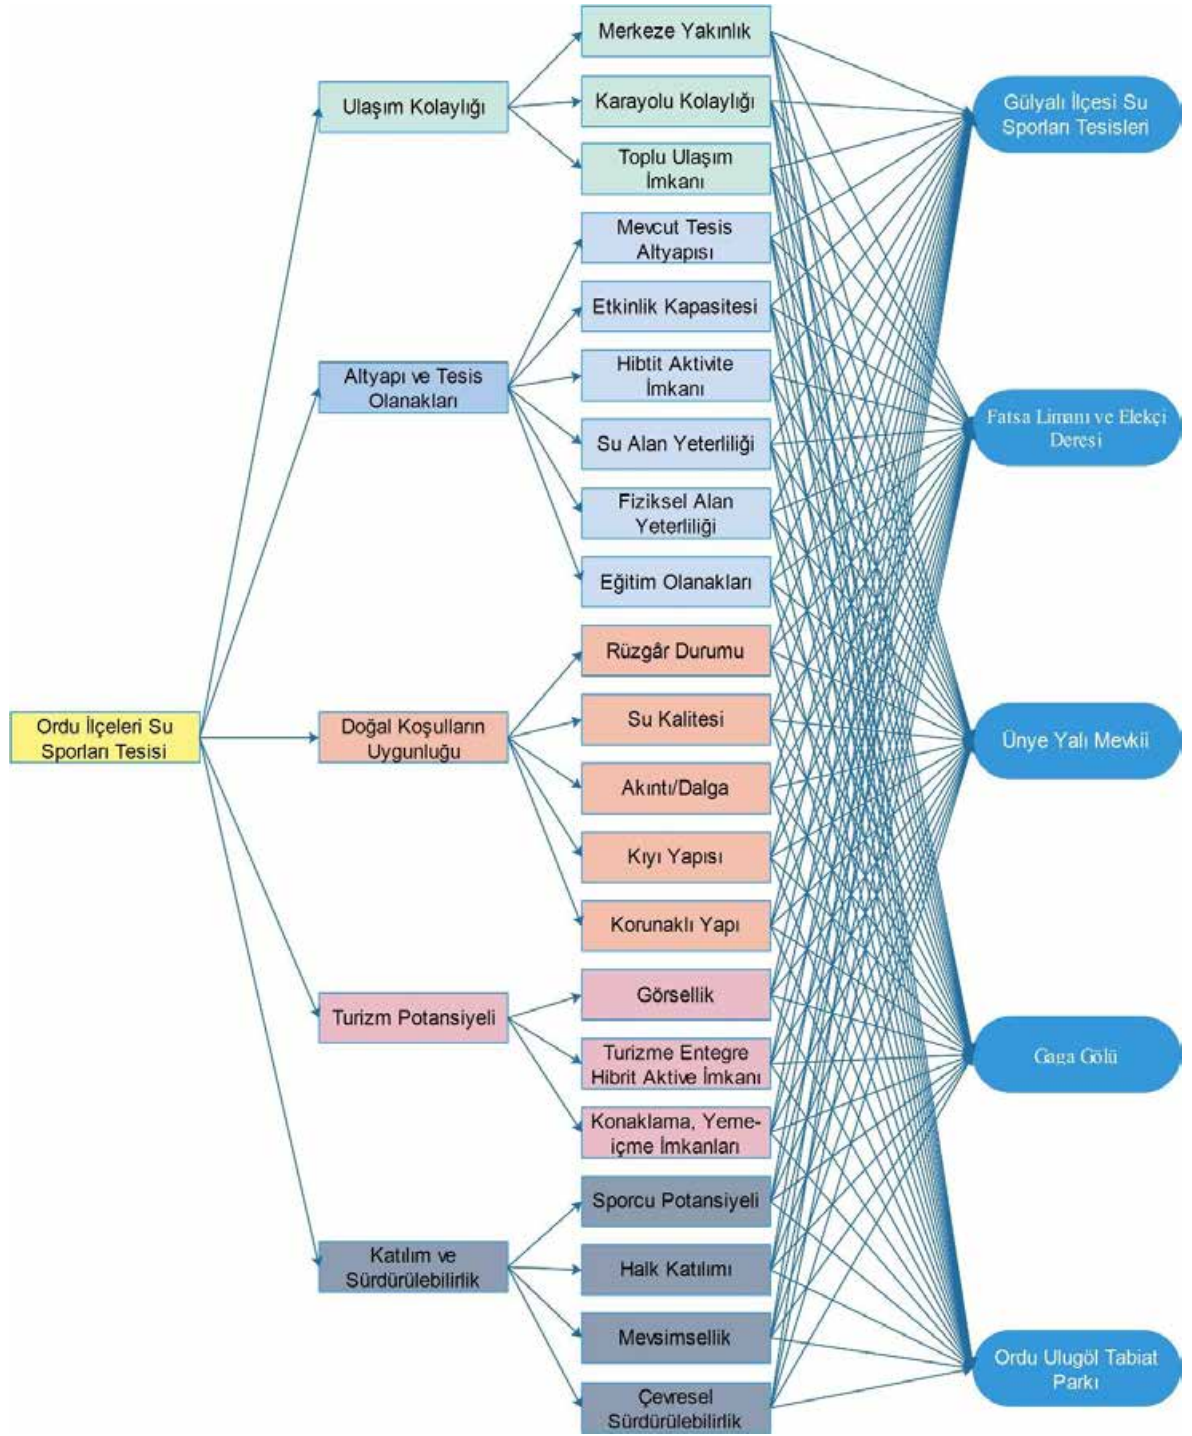 Ordu İlçeleri Su
Sporları Tesisi
Ulaşım Kolaylığı
Altyapı ve Tesis
Olanakları
Doğal Koşulların
Uygunluğu
Turizm Potansiyeli
Katılım ve
Sürdürülebilirlik
Merkeze Yakınlık
Karayolu Kolaylığı
Toplu Ulaşım
İmkanı
Mevcut Tesis
Altyapısı
Etkinlik Kapasitesi
Hibtit Aktivite
İmkanı
Su Alan Yeterliliği
Fiziksel Alan
Yeterliliği
Eğitim Olanakları
Rüzgâr Durumu
Su Kalitesi
Akıntı/Dalga
Kıyı Yapısı
Korunaklı Yapı
Görsellik
Turizme Entegre
Hibrit Aktive İmkanı
Konaklama, Yeme-
içme İmkanları
Sporcu Potansiyeli
Halk Katılımı
Mevsimsellik
Çevresel
Sürdürülebilirlik
Gülyalı İlçesi Su
Sporları Tesisleri
Fatsa Limanı ve Elekçi
Deresi
Ünye Yalı Mevkii
Gaga Gölü
Ordu Ulugöl Tabiat
Parkı